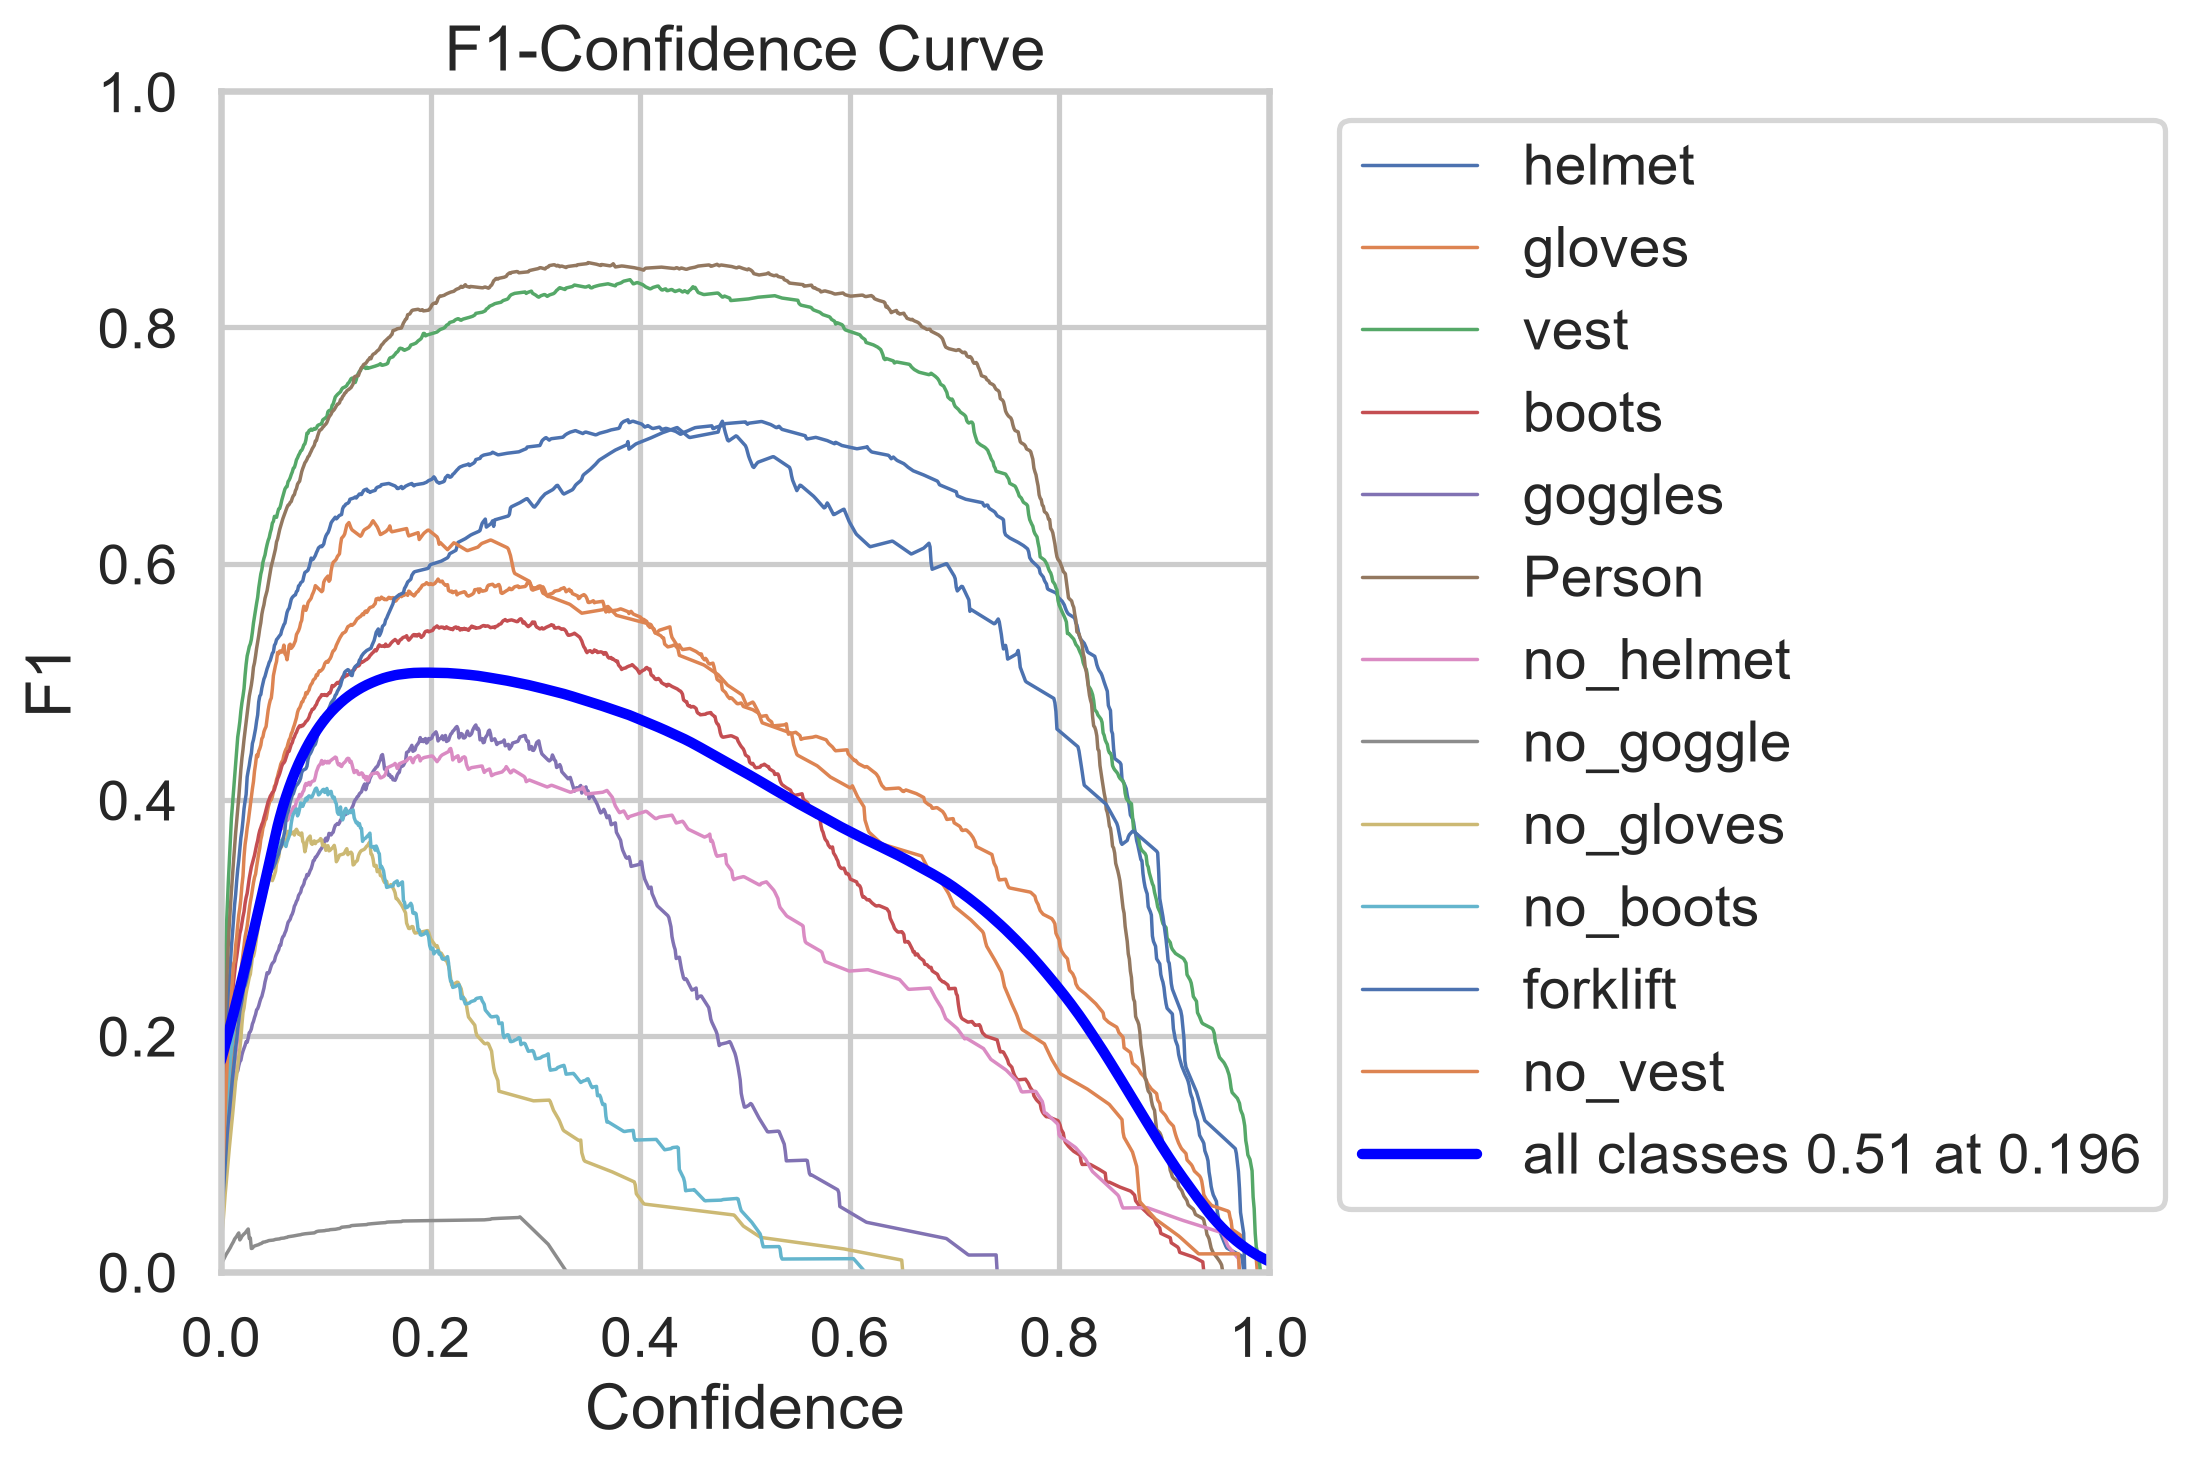 F1-Confidence Curve
1.0
0.8
0.6
0.4
0.2
0.0
F1
0.0 0.2 0.4 0.6 0.8 1.0
Confidence
helmet
gloves
vest
boots
goggles
Person
no_helmet
no_goggle
no_gloves
no_boots
forklift
no_vest
all classes 0.51 at 0.196